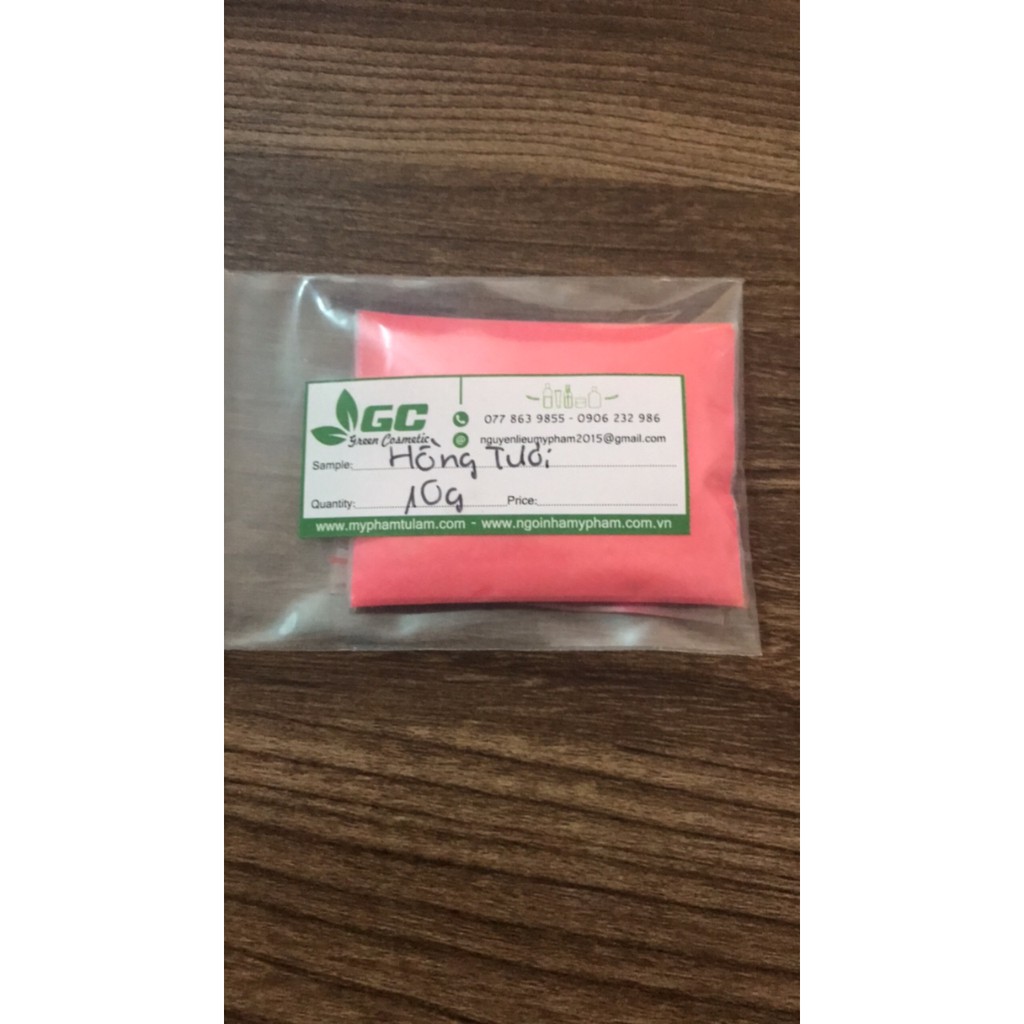 GC
Green Cosmetic
077 863 9855 - 0906 232 986
nguyenlieumypham2015@gmail.com
Sample: Hồng Tươi
Quantity: 10g Price:
www.myphamtulam.com - www.ngoinhamypham.com.vn